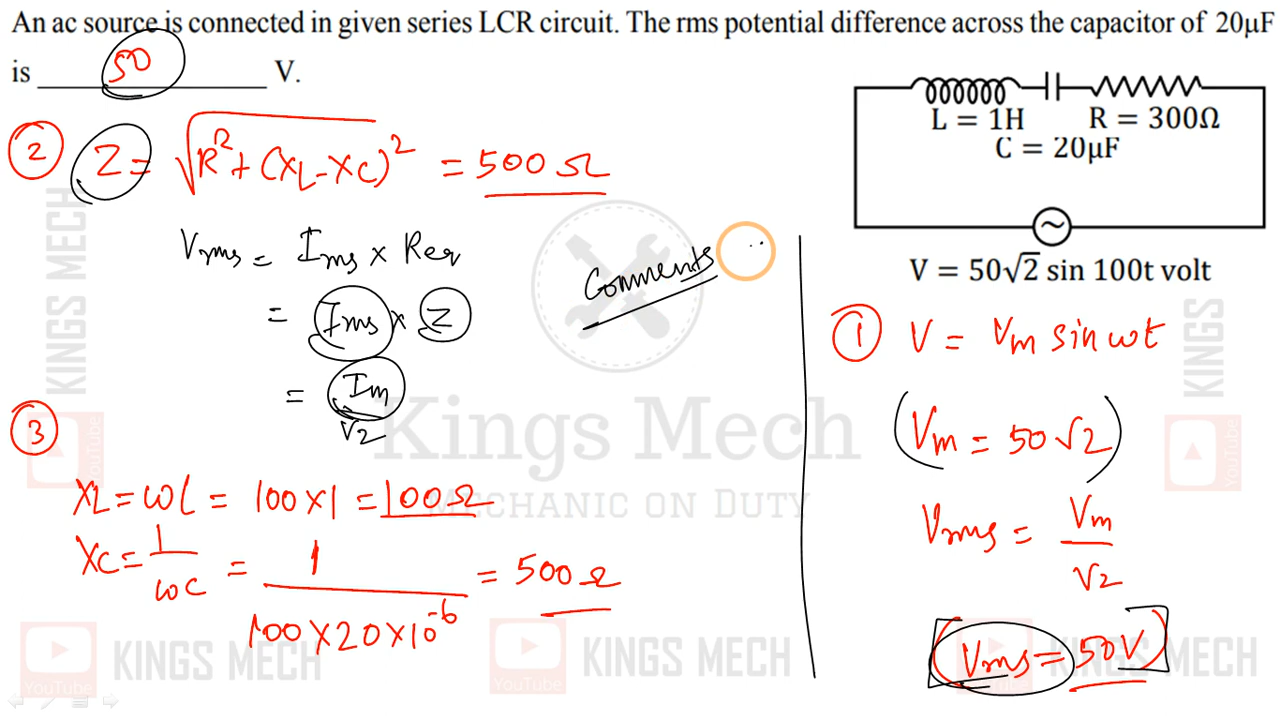 An ac source is connected in given series LCR circuit. The rms potential difference across the capacitor of 20μF
is 50 V.
L = 1H R = 300Ω
C = 20μF
V = 50√2 sin 100t volt
② Z = √R² + (XL - XC)² = 500 Ω
Vrms = Irms × Rer
= Irms × Z
= Im
√2
Comments
③
XL = ωL = 100 × 1 = 100 Ω
XC = 1/ωC = 1/100 × 20 × 10⁻⁶ = 500 Ω
① V = Vm sin ωt
(Vm = 50√2)
Vrms = Vm/√2
(Vrms = 50V)
Kings Mech
MECHANIC ON DUTY
KINGS MECH
YouTube
KINGS MECH
YouTube
KINGS MECH
YouTube
KINGS MECH
YouTube
KINGS MECH
YouTube